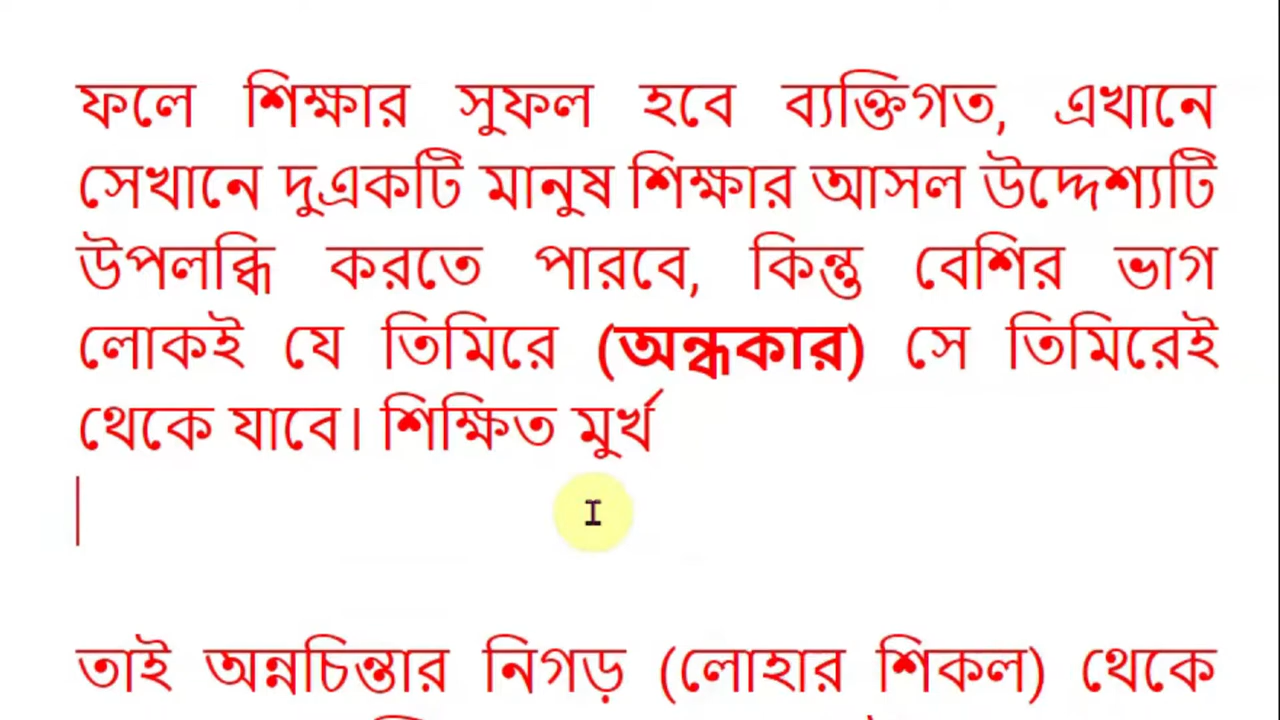 ফলে শিক্ষার সুফল হবে ব্যক্তিগত, এখানে
সেখানে দুএকটি মানুষ শিক্ষার আসল উদ্দেশ্যটি
উপলব্ধি করতে পারবে, কিন্তু বেশির ভাগ
লোকই যে তিমিরে (অন্ধকার) সে তিমিরেই
থেকে যাবে। শিক্ষিত মুর্খ
তাই অন্নচিন্তার নিগড় (লোহার শিকল) থেকে